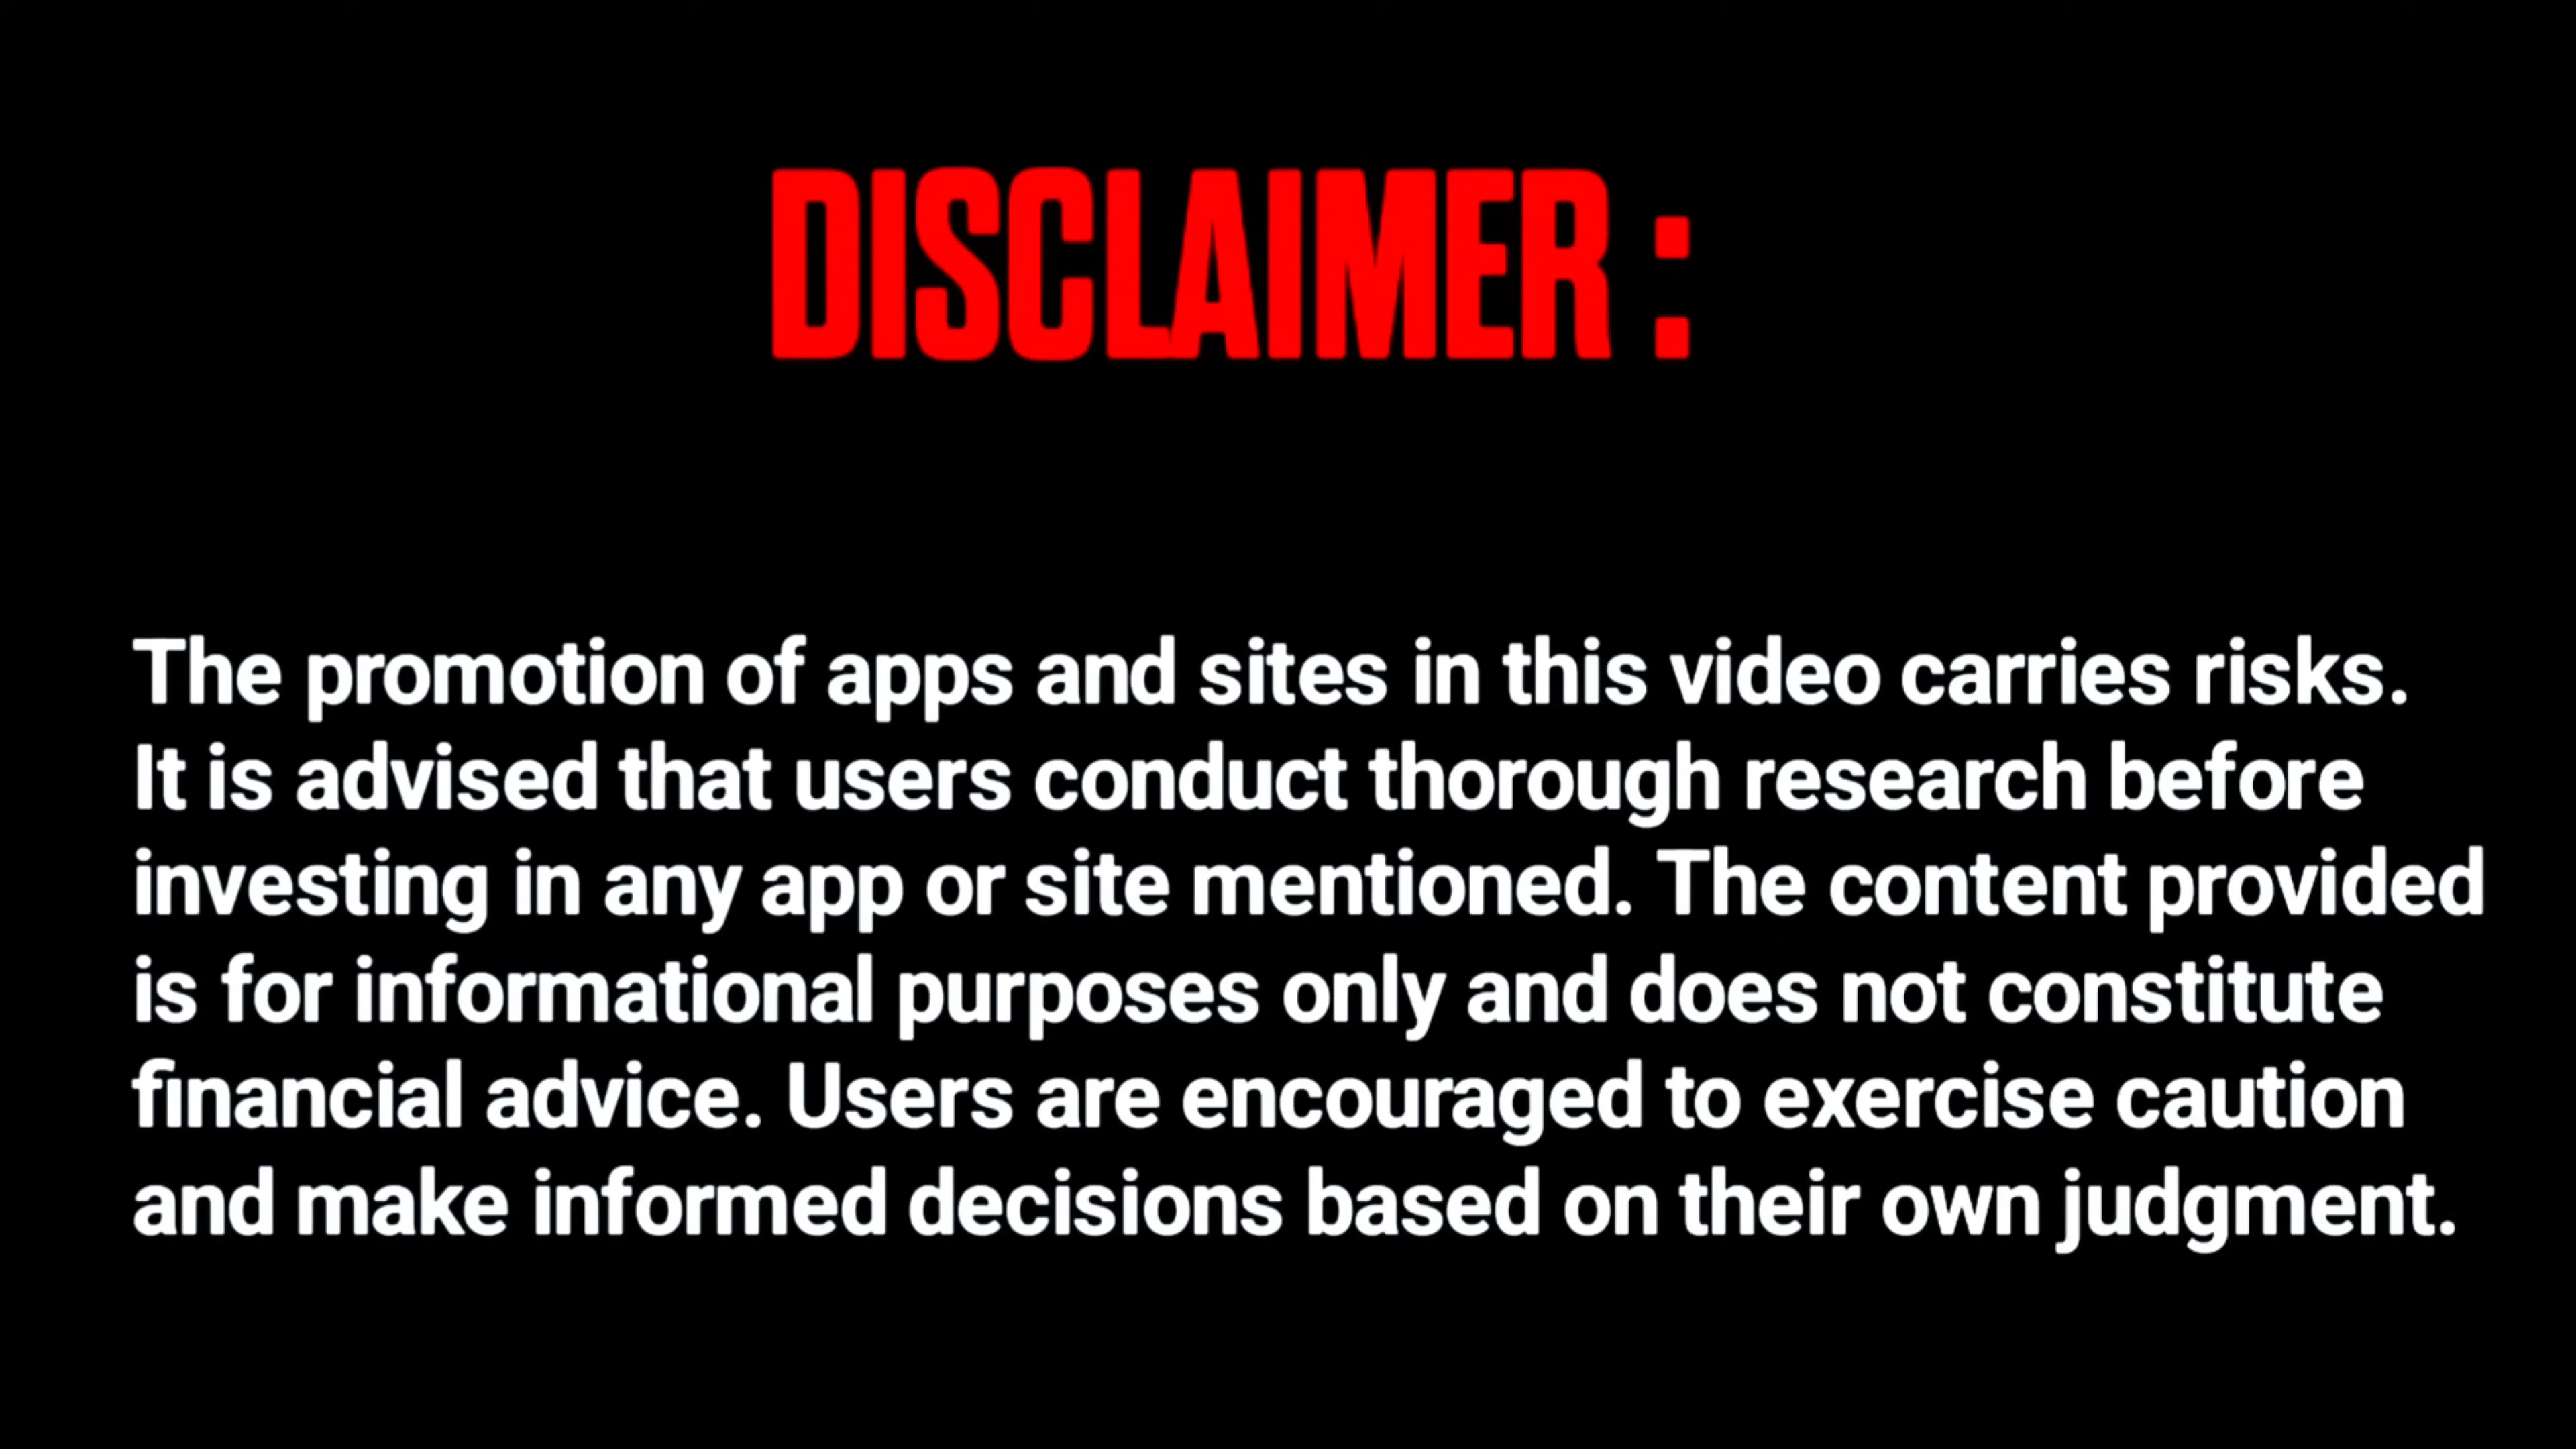 DISCLAIMER :
The promotion of apps and sites in this video carries risks.
It is advised that users conduct thorough research before
investing in any app or site mentioned. The content provided
is for informational purposes only and does not constitute
financial advice. Users are encouraged to exercise caution
and make informed decisions based on their own judgment.